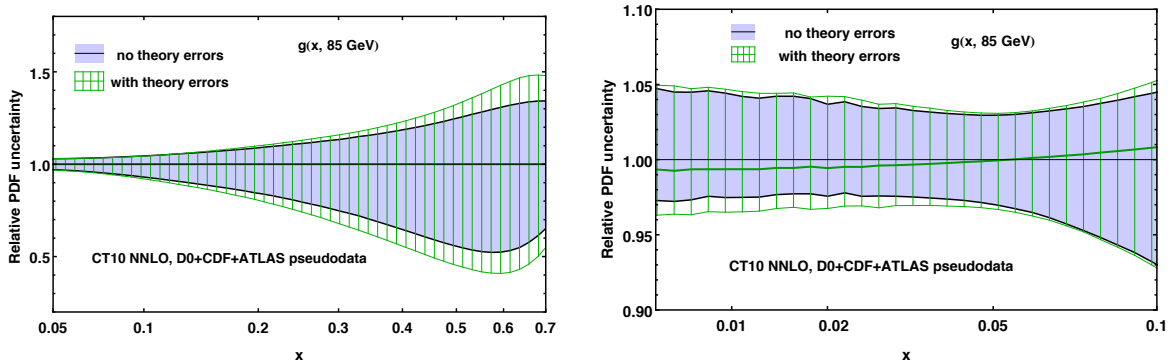 g(x, 85 GeV)
no theory errors
with theory errors
Relative PDF uncertainty
1.5
1.0
0.5
CT10 NNLO, D0+CDF+ATLAS pseudodata
0.05 0.1 0.2 0.3 0.4 0.5 0.6 0.7
x
1.10
no theory errors
g(x, 85 GeV)
with theory errors
Relative PDF uncertainty
1.05
1.00
0.95
CT10 NNLO, D0+CDF+ATLAS pseudodata
0.90
0.01 0.02 0.05 0.1
x